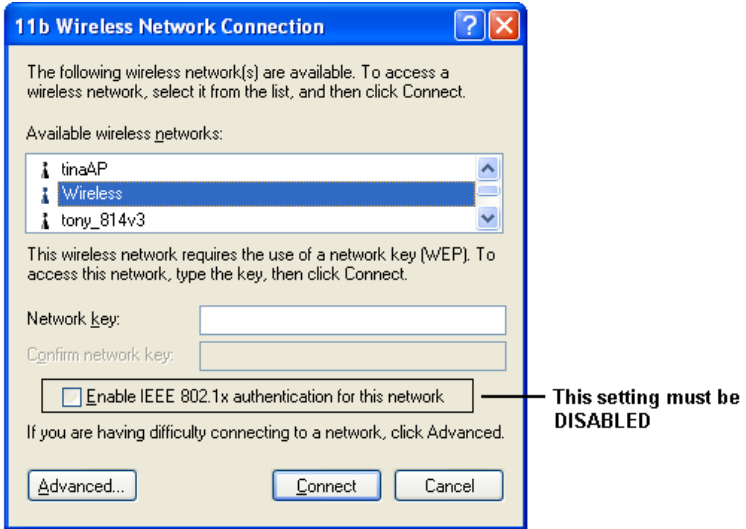 11b Wireless Network Connection
The following wireless network(s) are available. To access a
wireless network, select it from the list, and then click Connect.
Available wireless networks:
tinaAP
Wireless
tony_814v3
This wireless network requires the use of a network key (WEP). To
access this network, type the key, then click Connect.
Network key:
Confirm network key:
Enable IEEE 802.1x authentication for this network
This setting must be
DISABLED
If you are having difficulty connecting to a network, click Advanced.
Advanced...
Connect
Cancel